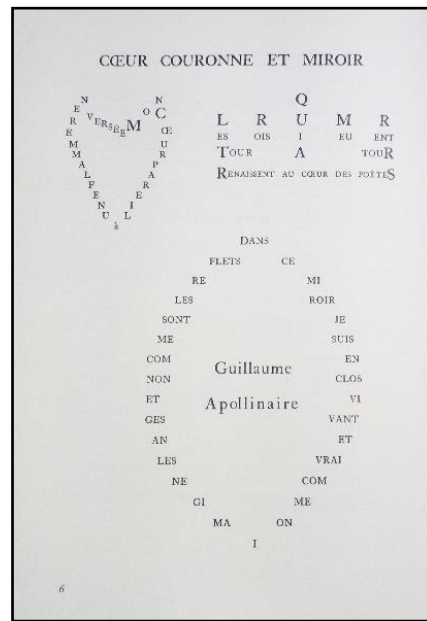 CŒUR COURONNE ET MIROIR
MON CŒUR PAREIL à UNE FLAMME RENVERSÉE
Q
L R U M R
ES OIS I EU ENT
TOUR A TOUR
RENAISSENT AU CŒUR DES POÈTES
DANS
CE
MI
ROIR
JE
SUIS
EN
CLOS
VI
VANT
ET
VRAI
COM
ME
ON
I
MA
GI
NE
LES
AN
GES
ET
NON
COM
ME
SONT
LES
RE
FLETS
Guillaume
Apollinaire
6